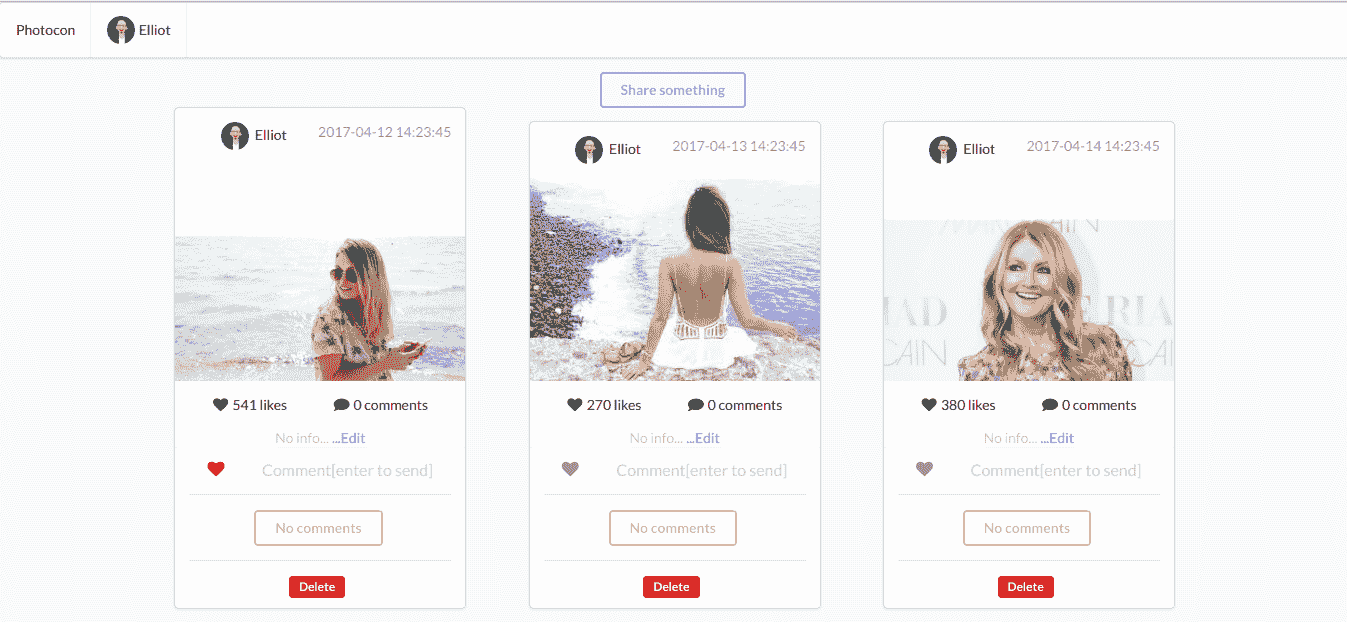 Photocon
Elliot
Share something
Elliot 2017-04-12 14:23:45
541 likes 0 comments
No info... ...Edit
Comment[enter to send]
No comments
Delete
Elliot 2017-04-13 14:23:45
270 likes 0 comments
No info... ...Edit
Comment[enter to send]
No comments
Delete
Elliot 2017-04-14 14:23:45
380 likes 0 comments
No info... ...Edit
Comment[enter to send]
No comments
Delete